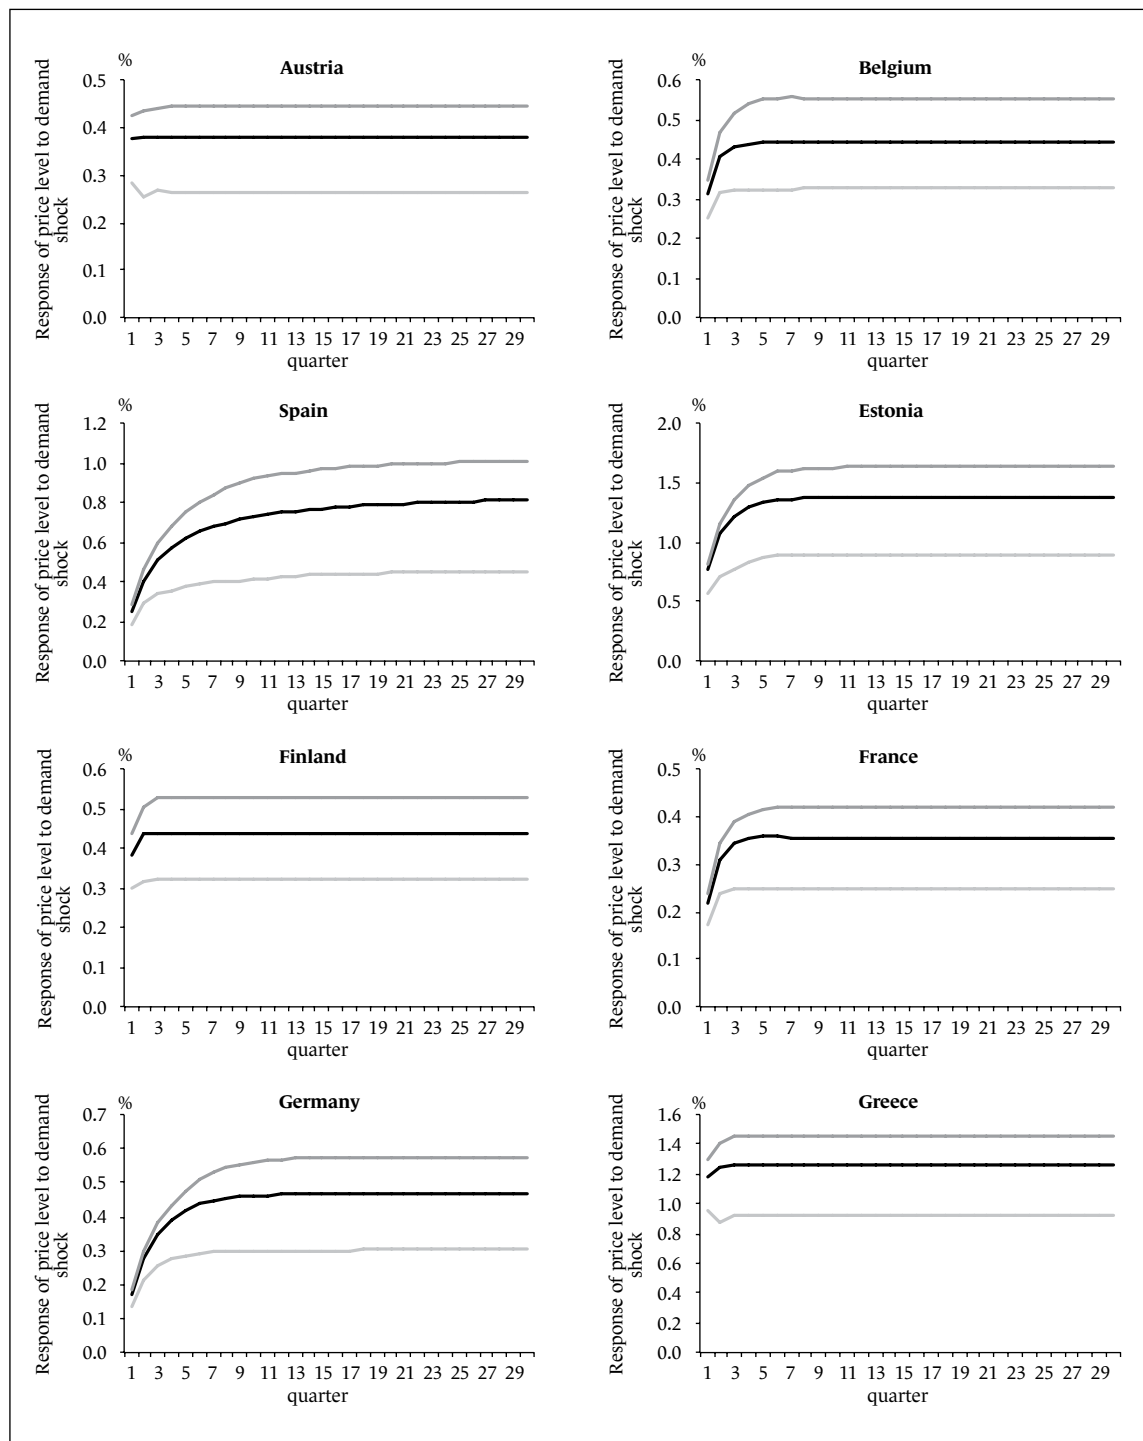 %
Austria
Response of price level to demand
shock
0.5
0.4
0.3
0.2
0.1
0.0
1 3 5 7 9 11 13 15 17 19 21 23 25 27 29
quarter
%
Belgium
Response of price level to demand
shock
0.6
0.5
0.4
0.3
0.2
0.1
0.0
1 3 5 7 9 11 13 15 17 19 21 23 25 27 29
quarter
%
Spain
Response of price level to demand
shock
1.2
1.0
0.8
0.6
0.4
0.2
0.0
1 3 5 7 9 11 13 15 17 19 21 23 25 27 29
quarter
%
Estonia
Response of price level to demand
shock
2.0
1.5
1.0
0.5
0.0
1 3 5 7 9 11 13 15 17 19 21 23 25 27 29
quarter
%
Finland
Response of price level to demand
shock
0.6
0.5
0.4
0.3
0.2
0.1
0.0
1 3 5 7 9 11 13 15 17 19 21 23 25 27 29
quarter
%
France
Response of price level to demand
shock
0.5
0.4
0.3
0.2
0.1
0.0
1 3 5 7 9 11 13 15 17 19 21 23 25 27 29
quarter
%
Germany
Response of price level to demand
shock
0.7
0.6
0.5
0.4
0.3
0.2
0.1
0.0
1 3 5 7 9 11 13 15 17 19 21 23 25 27 29
quarter
%
Greece
Response of price level to demand
shock
1.6
1.4
1.2
1.0
0.8
0.6
0.4
0.2
0.0
1 3 5 7 9 11 13 15 17 19 21 23 25 27 29
quarter